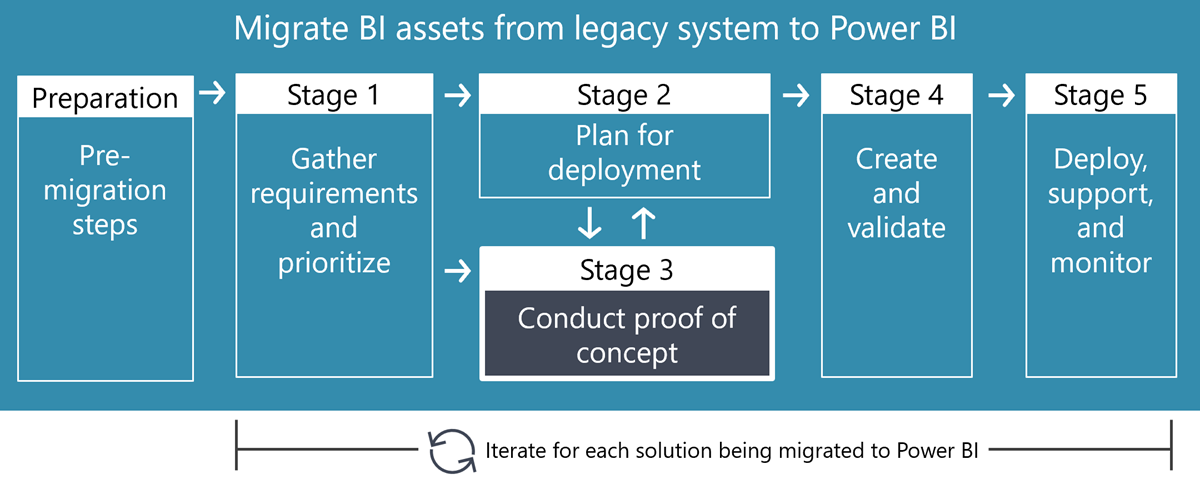 Migrate BI assets from legacy system to Power BI
Preparation
Pre-
migration
steps
Stage 1
Gather
requirements
and
prioritize
Stage 2
Plan for
deployment
Stage 3
Conduct proof of
concept
Stage 4
Create
and
validate
Stage 5
Deploy,
support,
and
monitor
Iterate for each solution being migrated to Power BI